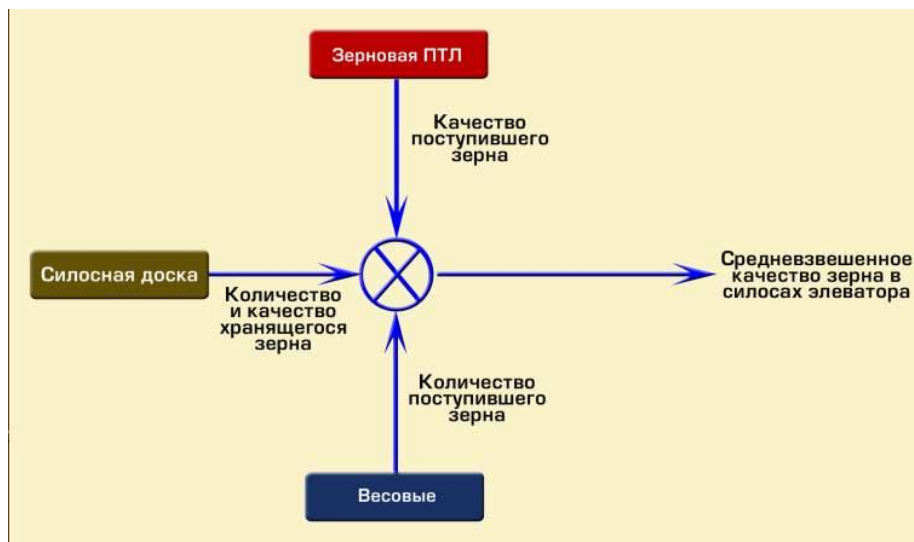 Зерновая ПТЛ
Качество
поступившего
зерна
Силосная доска
Количество
и качество
хранящегося
зерна
Средневзвешенное
качество зерна в
силосах элеватора
Количество
поступившего
зерна
Весовые